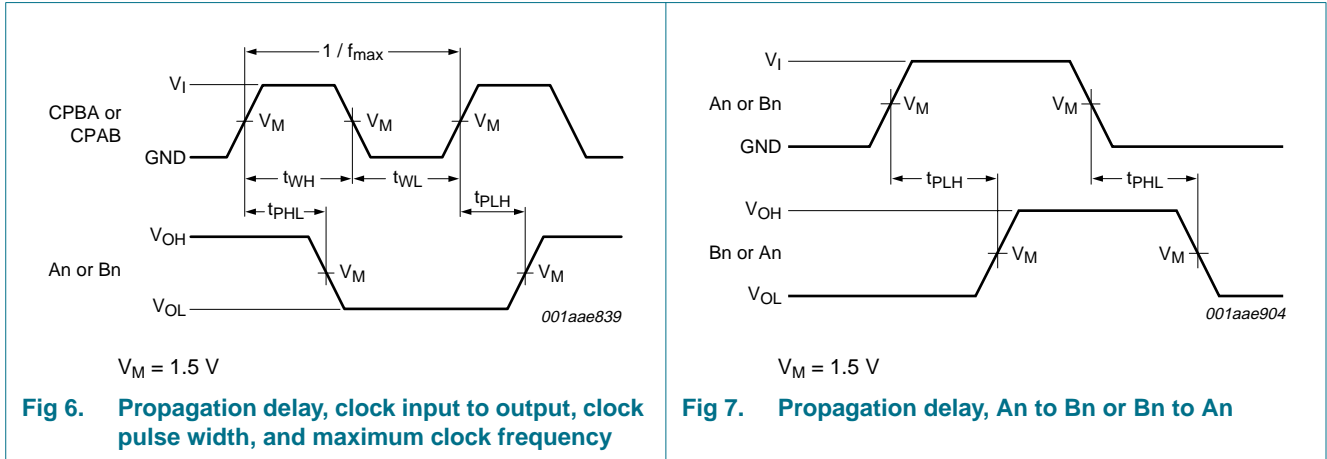 1 / fmax
VI
CPBA or
CPAB
VM
VM
VM
GND
tWH
tWL
tPHL
tPLH
VOH
An or Bn
VM
VM
VOL
001aae839
VM = 1.5 V
Fig 6. Propagation delay, clock input to output, clock
pulse width, and maximum clock frequency
VI
An or Bn
VM
VM
GND
tPLH
tPHL
VOH
Bn or An
VM
VM
VOL
001aae904
VM = 1.5 V
Fig 7. Propagation delay, An to Bn or Bn to An